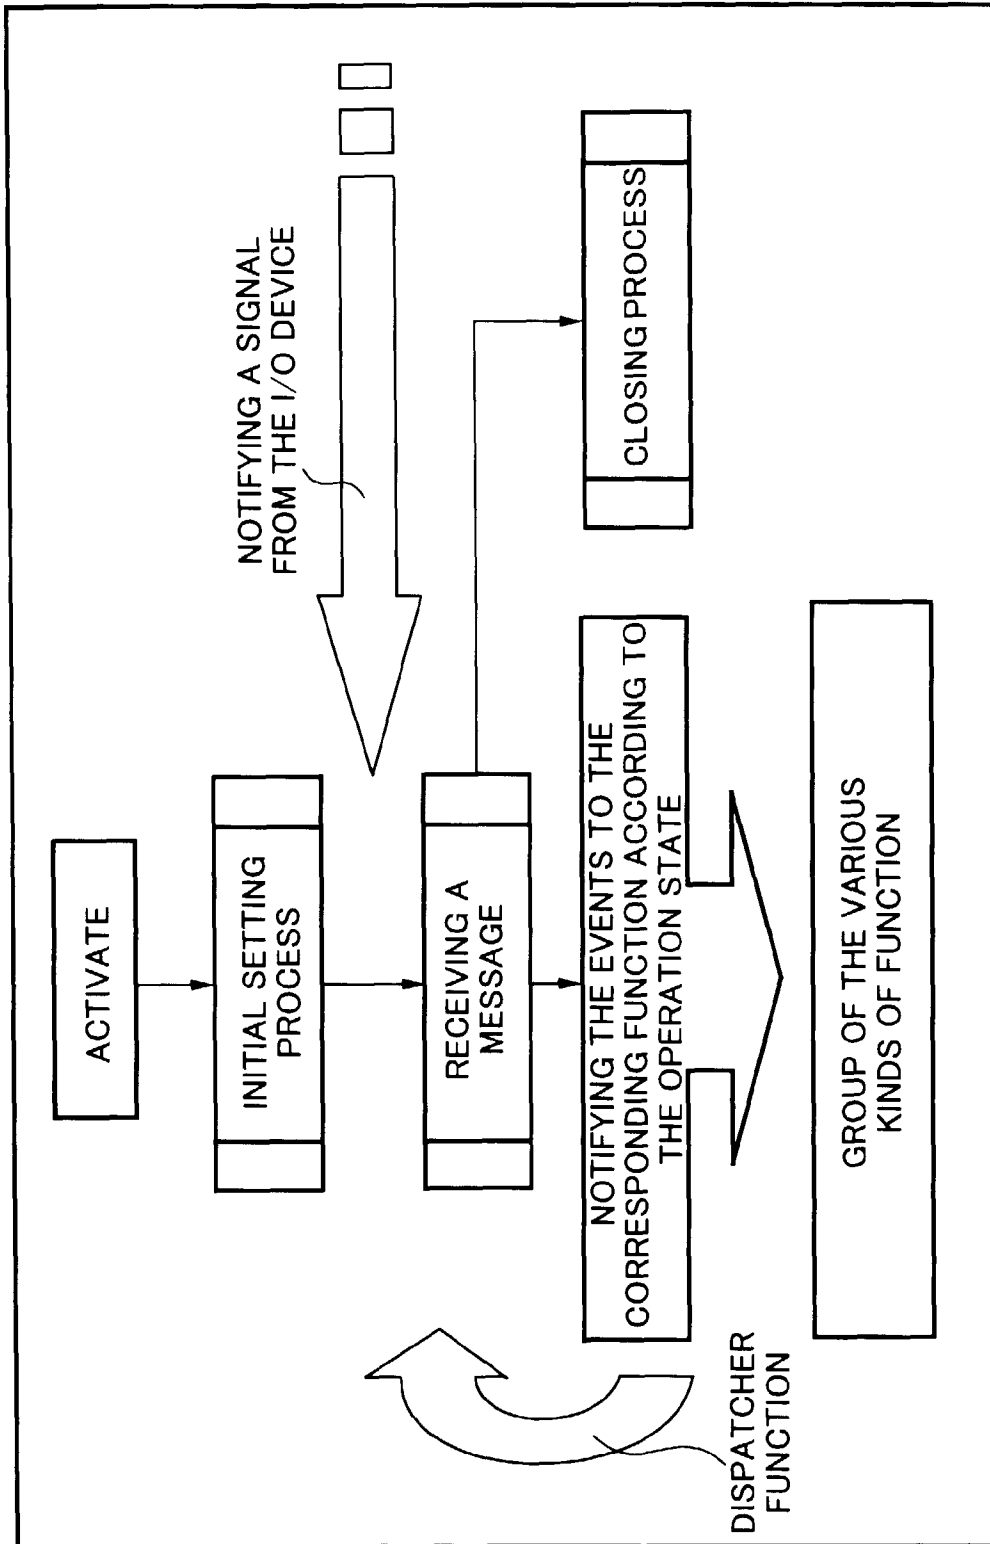 ACTIVATE
INITIAL SETTING
PROCESS
NOTIFYING A SIGNAL
FROM THE I/O DEVICE
RECEIVING A
MESSAGE
NOTIFYING THE EVENTS TO THE
CORRESPONDING FUNCTION ACCORDING TO
THE OPERATION STATE
CLOSING PROCESS
DISPATCHER
FUNCTION
GROUP OF THE VARIOUS
KINDS OF FUNCTION